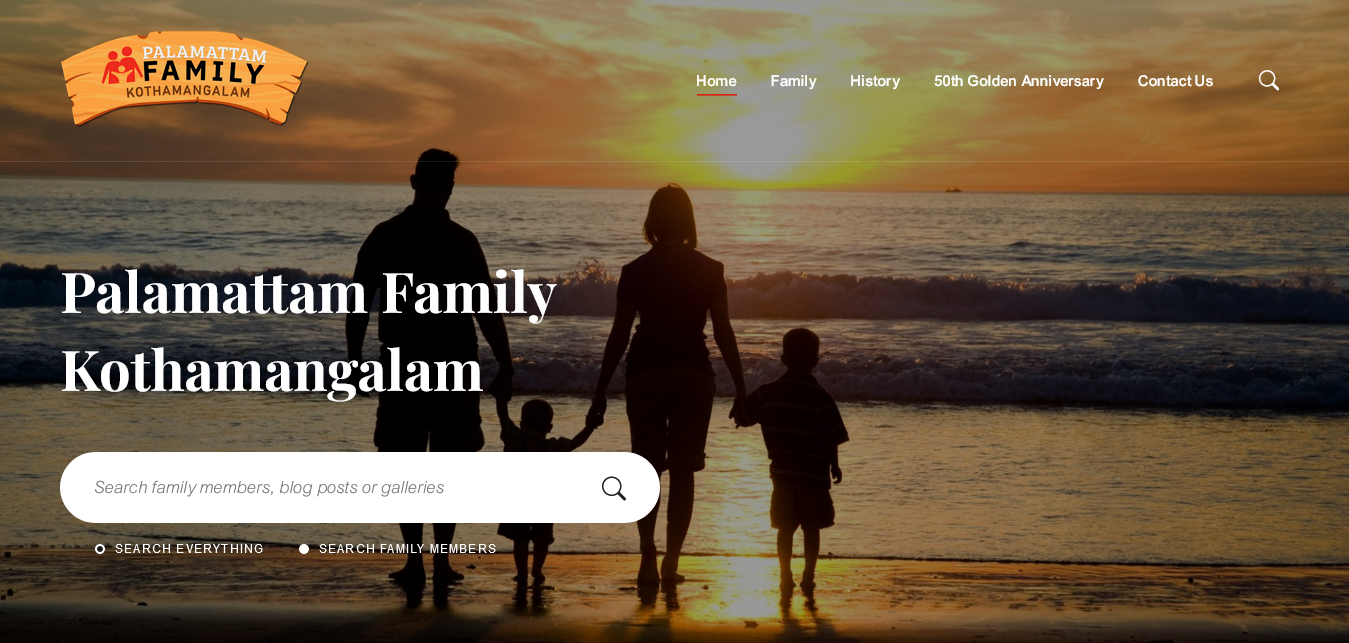 PALAMATTAM
FAMILY
KOTHAMANGALAM
Home Family History 50th Golden Anniversary Contact Us
Palamattam Family
Kothamangalam
Search family members, blog posts or galleries
SEARCH EVERYTHING SEARCH FAMILY MEMBERS